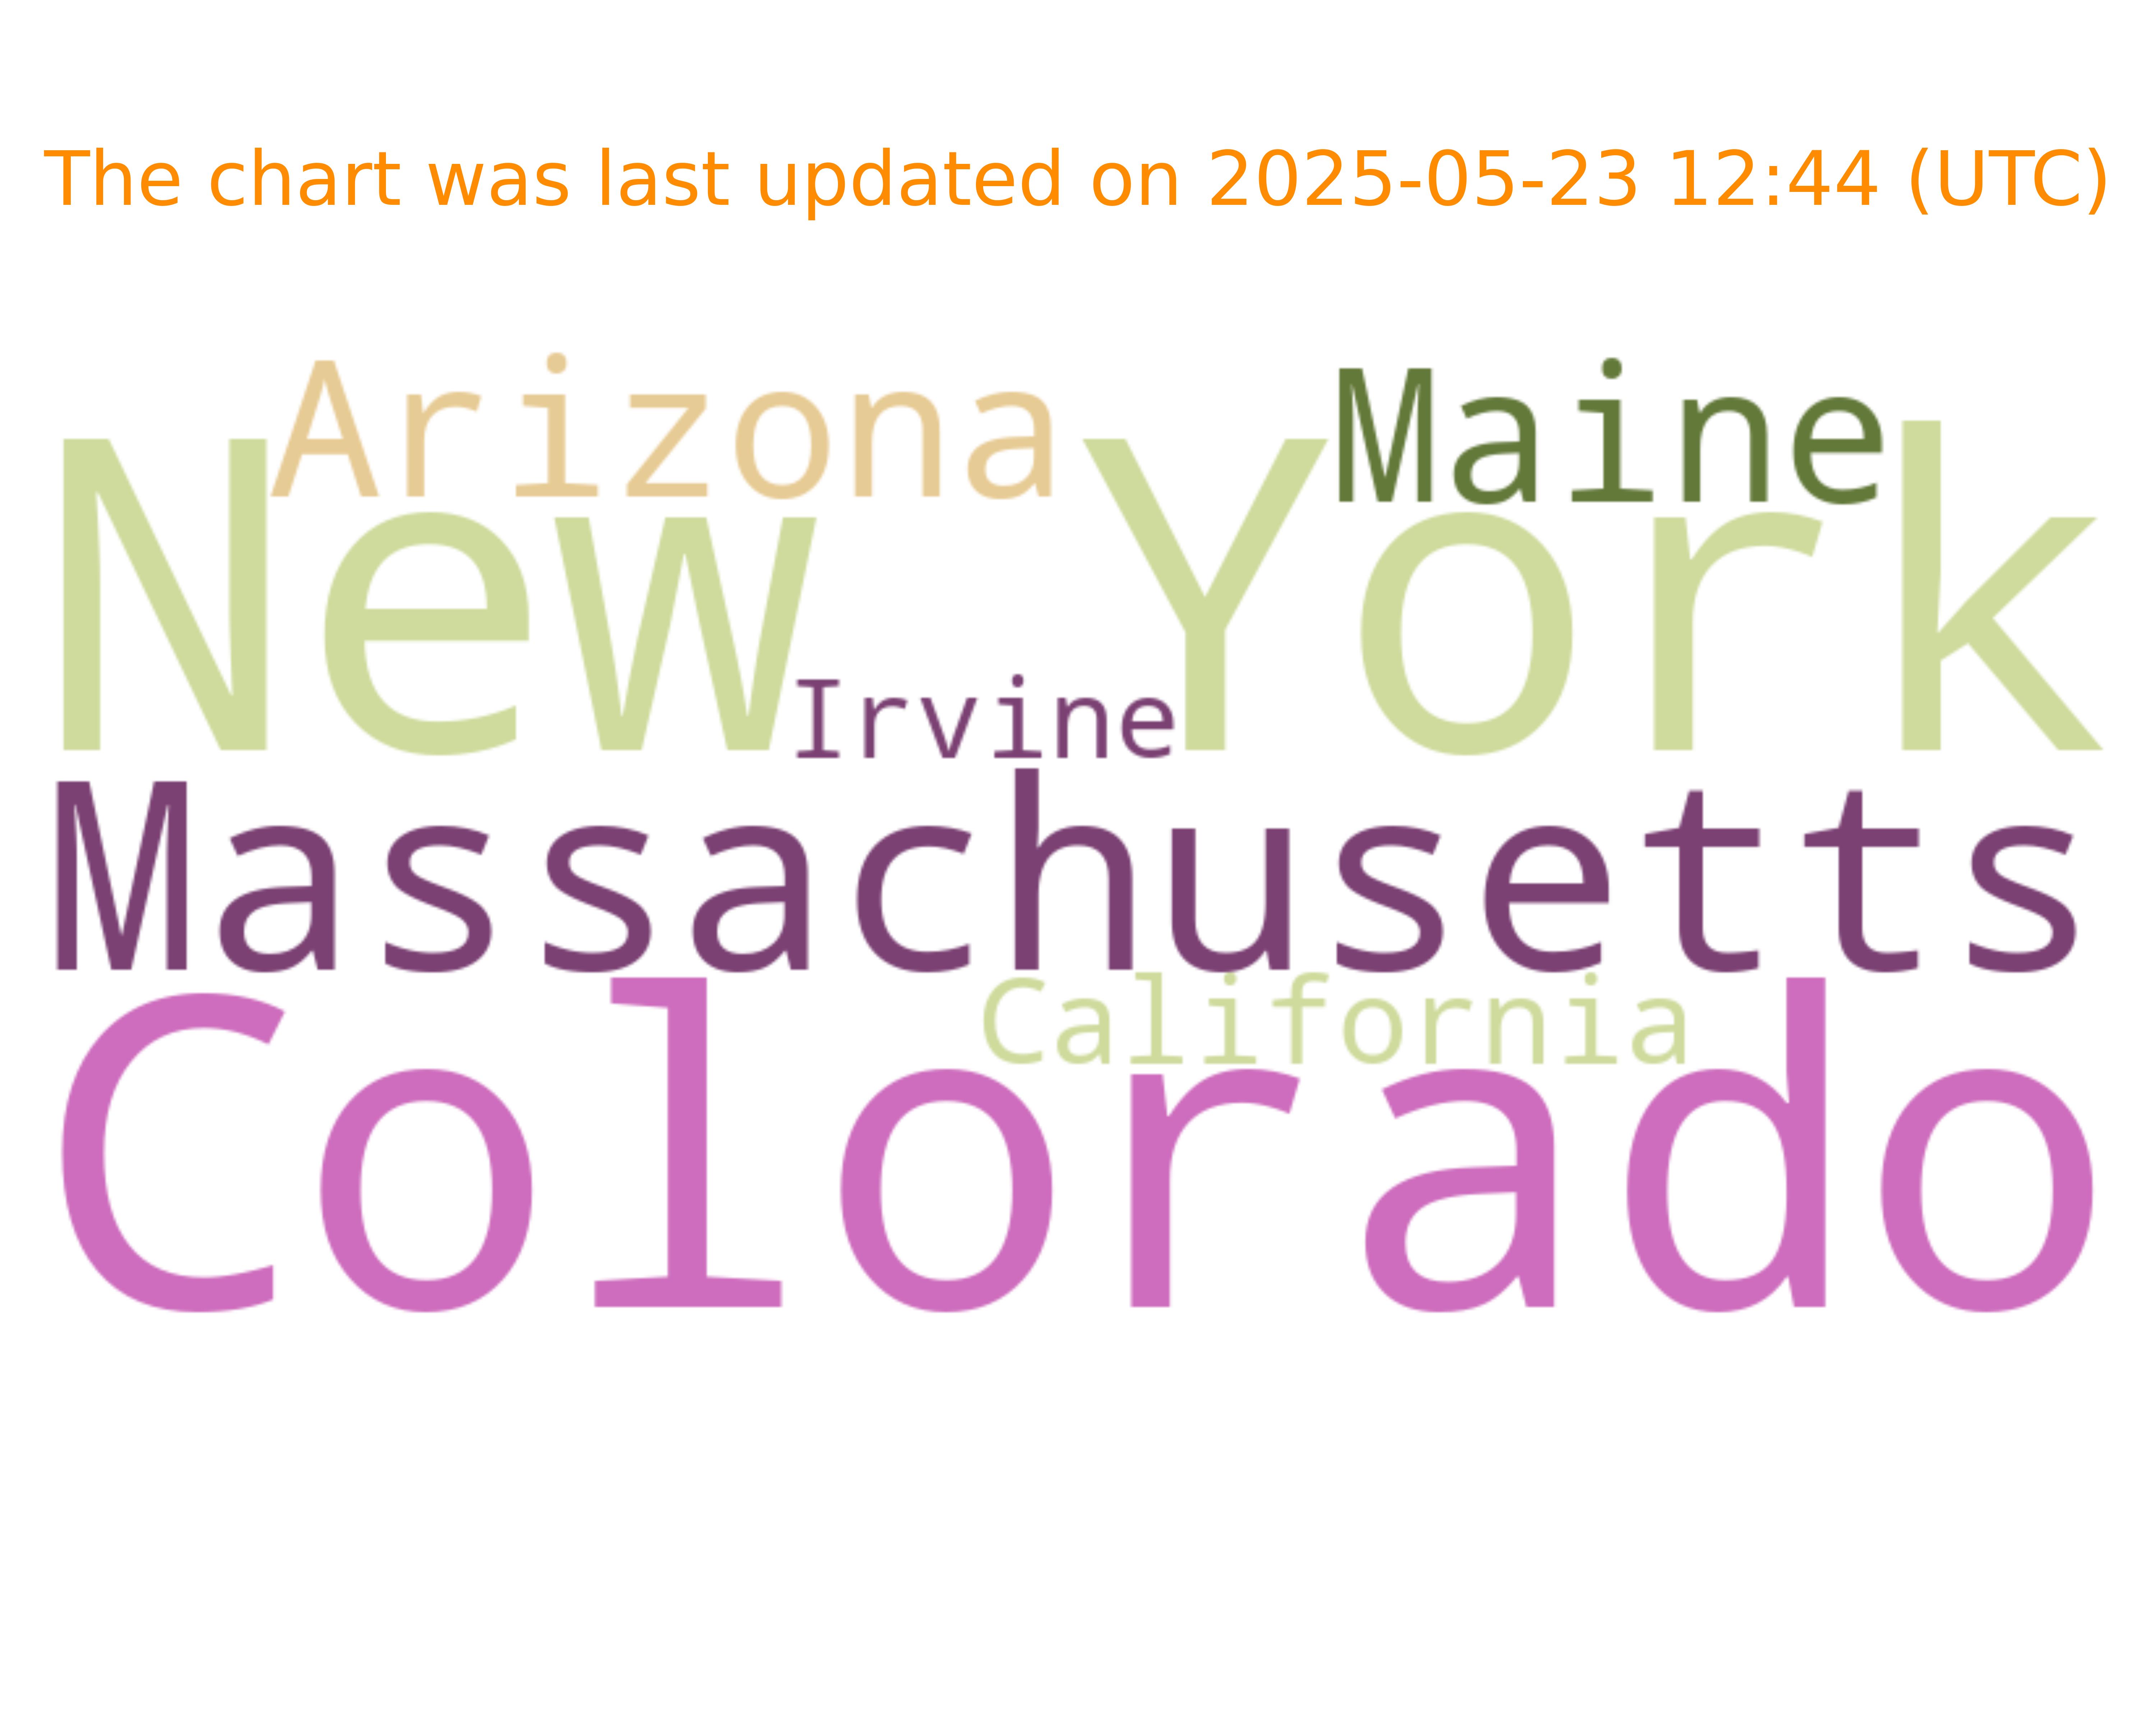 The chart was last updated on 2025-05-23 12:44 (UTC)
Arizona
Maine
New York
Irvine
Massachusetts
California
Colorado